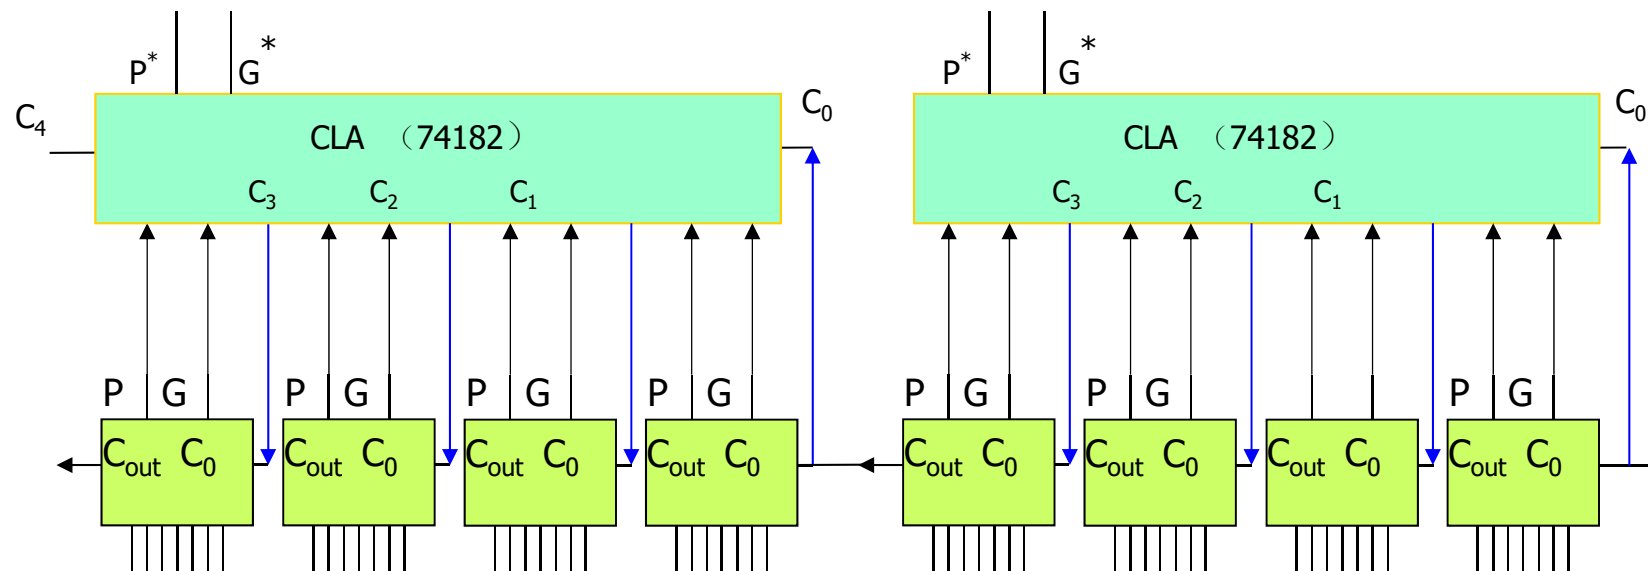 P* G* P* G*
C4 C0 C0
CLA （74182） CLA （74182）
C3 C2 C1 C3 C2 C1
P G P G P G P G P G P G P G
Cout C0 Cout C0 Cout C0 Cout C0 Cout C0 Cout C0 Cout C0 Cout C0